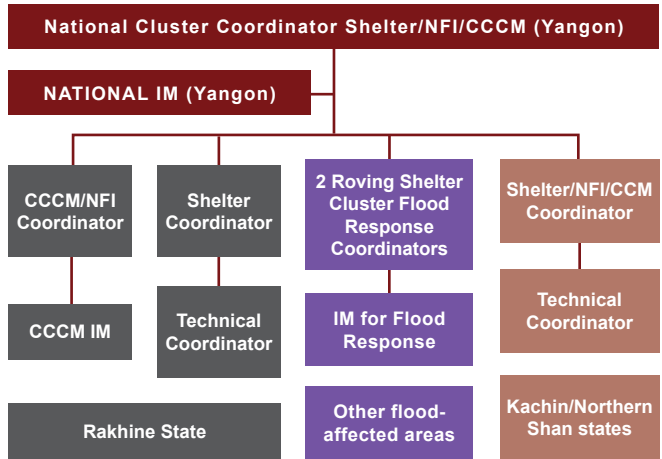 National Cluster Coordinator Shelter/NFI/CCCM (Yangon)
NATIONAL IM (Yangon)
CCCM/NFI
Coordinator
Shelter
Coordinator
2 Roving Shelter
Cluster Flood
Response
Coordinators
Shelter/NFI/CCM
Coordinator
CCCM IM
Technical
Coordinator
IM for Flood
Response
Technical
Coordinator
Rakhine State
Other flood-
affected areas
Kachin/Northern
Shan states